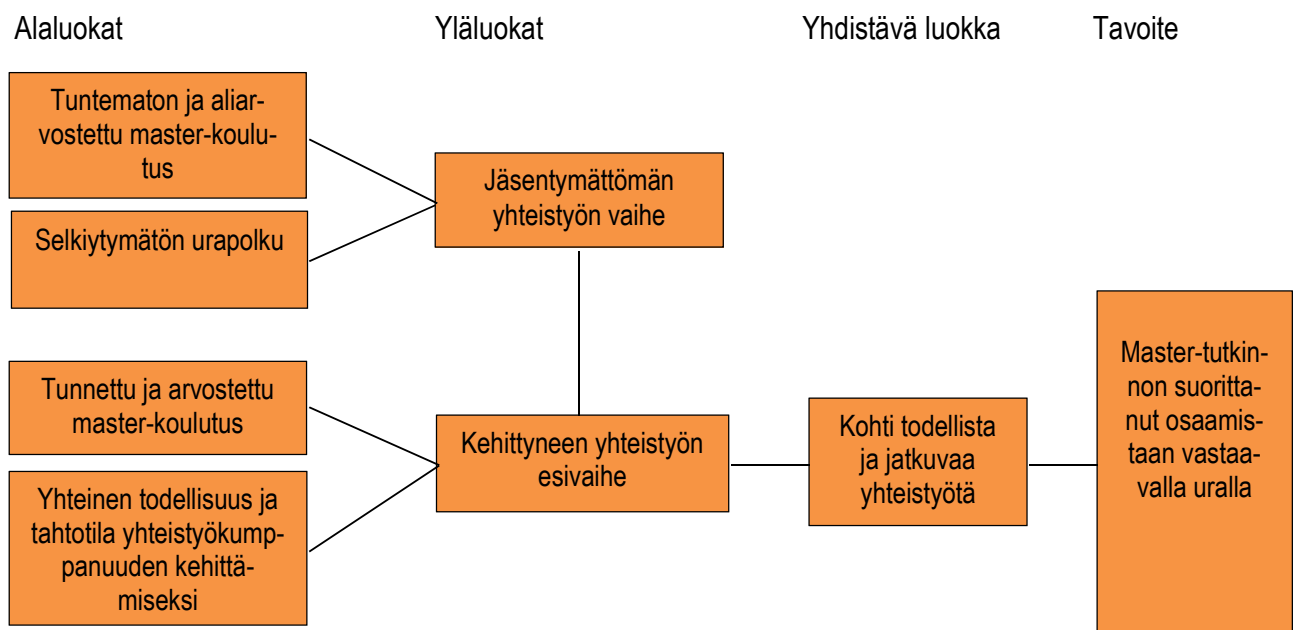 Alaluokat
Yläluokat
Yhdistävä luokka
Tavoite
Tuntematon ja aliar-
vostettu master-koulu-
tus
Selkiytymätön urapolku
Jäsentymättömän
yhteistyön vaihe
Tunnettu ja arvostettu
master-koulutus
Yhteinen todellisuus ja
tahtotila yhteistyökump-
panuuden kehittä-
miseksi
Kehittyneen yhteistyön
esivaihe
Kohti todellista
ja jatkuvaa
yhteistyötä
Master-tutkin-
non suoritta-
nut osaamis-
taan vastaa-
valla uralla